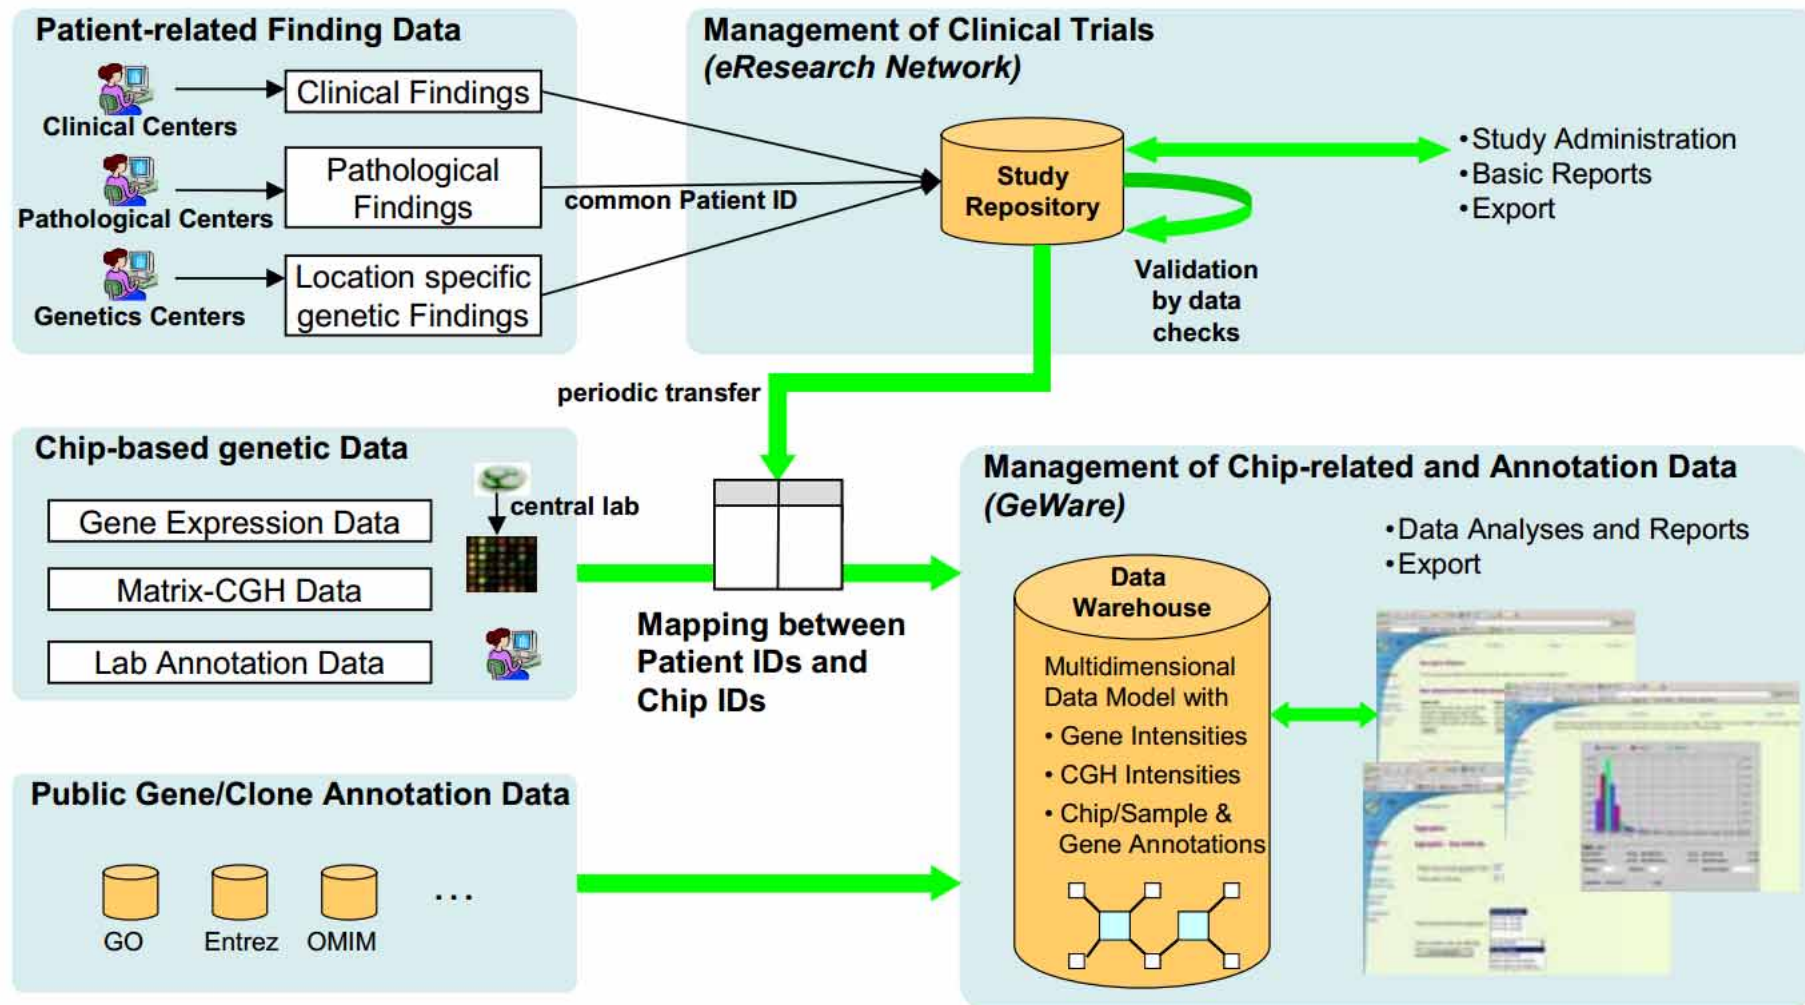 Patient-related Finding Data
Clinical Centers
Clinical Findings
Pathological Centers
Pathological
Findings
Genetics Centers
Location specific
genetic Findings
common Patient ID
Management of Clinical Trials
(eResearch Network)
Study
Repository
•Study Administration
•Basic Reports
•Export
Validation
by data
checks
periodic transfer
Chip-based genetic Data
Gene Expression Data
Matrix-CGH Data
Lab Annotation Data
central lab
Mapping between
Patient IDs and
Chip IDs
Public Gene/Clone Annotation Data
GO
Entrez
OMIM
...
Management of Chip-related and Annotation Data
(GeWare)
•Data Analyses and Reports
•Export
Data
Warehouse
Multidimensional
Data Model with
• Gene Intensities
• CGH Intensities
• Chip/Sample &
Gene Annotations